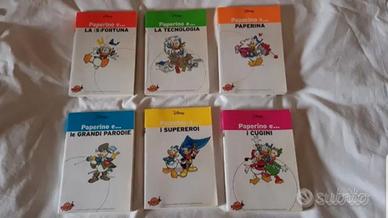 Disney
Paperino e...
LA (S)FORTUNA
Disney
Paperino e...
LA TECNOLOGIA
Disney
Paperino e...
PAPERINA
Disney
Paperino e...
le GRANDI PARODIE
Disney
Paperino e...
I SUPEREROI
Disney
Paperino e...
I CUGINI
subito